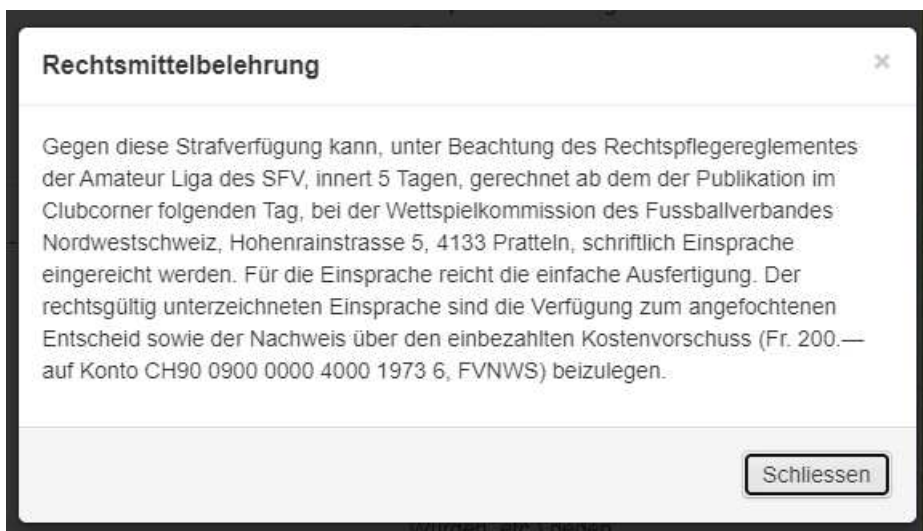 Rechtsmittelbelehrung
×
Gegen diese Strafverfügung kann, unter Beachtung des Rechtspflegereglementes
der Amateur Liga des SFV, innert 5 Tagen, gerechnet ab dem der Publikation im
Clubcorner folgenden Tag, bei der Wettspielkommission des Fussballverbandes
Nordwestschweiz, Hohenrainstrasse 5, 4133 Pratteln, schriftlich Einsprache
eingereicht werden. Für die Einsprache reicht die einfache Ausfertigung. Der
rechtsgültig unterzeichneten Einsprache sind die Verfügung zum angefochtenen
Entscheid sowie der Nachweis über den einbezahlten Kostenvorschuss (Fr. 200.—
auf Konto CH90 0900 0000 4000 1973 6, FVNWS) beizulegen.
Schliessen